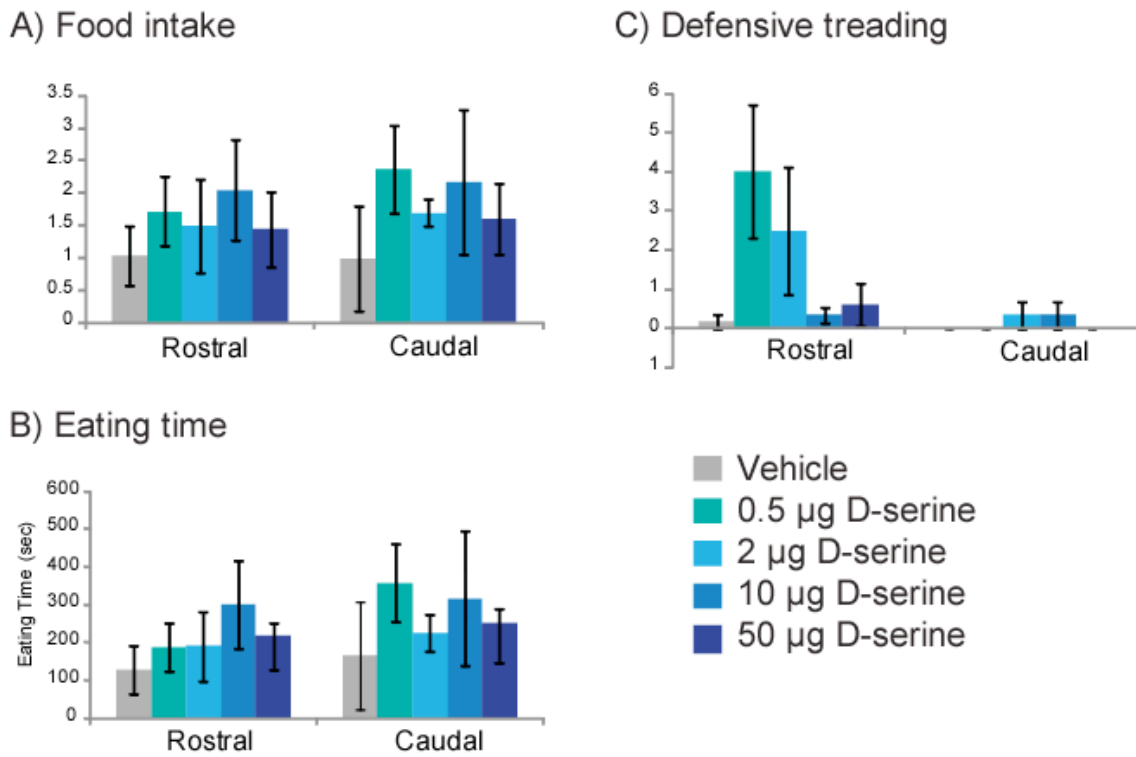 A) Food intake
3.5
3
2.5
2
1.5
1
0.5
0
Rostral Caudal
B) Eating time
Eating Time (sec)
600
500
400
300
200
100
0
Rostral Caudal
C) Defensive treading
6
5
4
3
2
1
0
1
Rostral Caudal
Vehicle
0.5 µg D-serine
2 µg D-serine
10 µg D-serine
50 µg D-serine